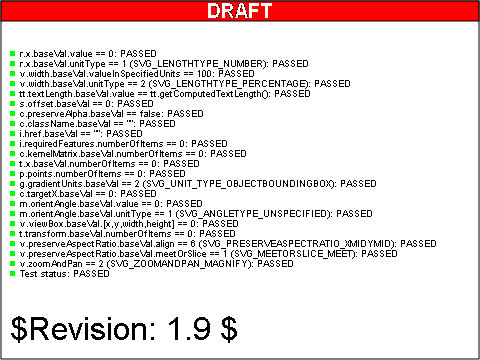 DRAFT
r.x.baseVal.value == 0: PASSED
r.x.baseVal.unitType == 1 (SVG_LENGTHTYPE_NUMBER): PASSED
v.width.baseVal.valueInSpecifiedUnits == 100: PASSED
v.width.baseVal.unitType == 2 (SVG_LENGTHTYPE_PERCENTAGE): PASSED
tt.textLength.baseVal.value == tt.getComputedTextLength(): PASSED
s.offset.baseVal == 0: PASSED
c.preserveAlpha.baseVal == false: PASSED
c.className.baseVal == "": PASSED
i.href.baseVal == "": PASSED
i.requiredFeatures.numberOfItems == 0: PASSED
c.kernelMatrix.baseVal.numberOfItems == 0: PASSED
t.x.baseVal.numberOfItems == 0: PASSED
p.points.numberOfItems == 0: PASSED
g.gradientUnits.baseVal == 2 (SVG_UNIT_TYPE_OBJECTBOUNDINGBOX): PASSED
c.targetX.baseVal == 0: PASSED
m.orientAngle.baseVal.value == 0: PASSED
m.orientAngle.baseVal.unitType == 1 (SVG_ANGLETYPE_UNSPECIFIED): PASSED
v.viewBox.baseVal.[x,y,width,height] == 0: PASSED
t.transform.baseVal.numberOfItems == 0: PASSED
v.preserveAspectRatio.baseVal.align == 6 (SVG_PRESERVEASPECTRATIO_XMIDYMID): PASSED
v.preserveAspectRatio.baseVal.meetOrSlice == 1 (SVG_MEETORSLICE_MEET): PASSED
v.zoomAndPan == 2 (SVG_ZOOMANDPAN_MAGNIFY): PASSED
Test status: PASSED
$Revision: 1.9 $